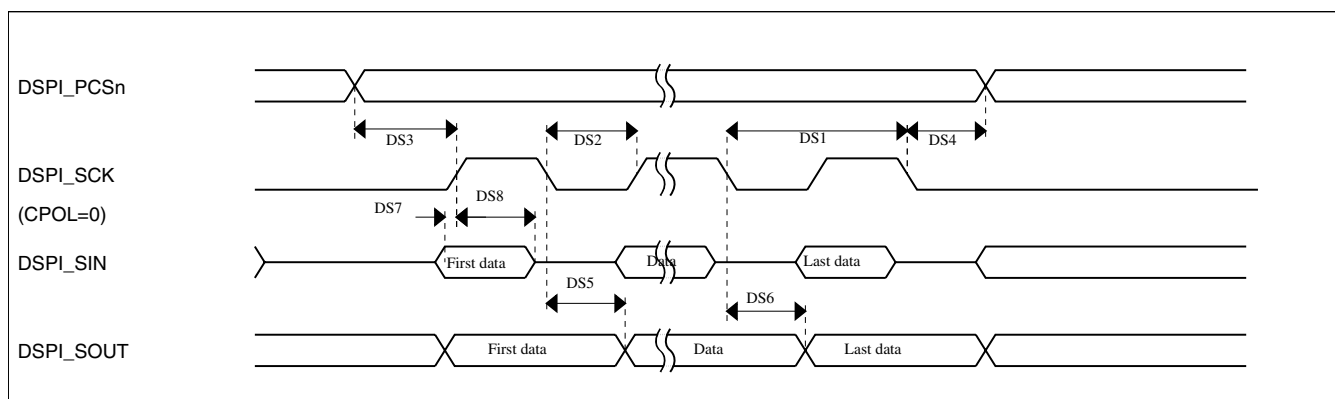 DSPI_PCSn
DS3
DS2
DS1
DS4
DSPI_SCK
(CPOL=0)
DS7
DS8
DSPI_SIN
First data
Data
Last data
DS5
DS6
DSPI_SOUT
First data
Data
Last data